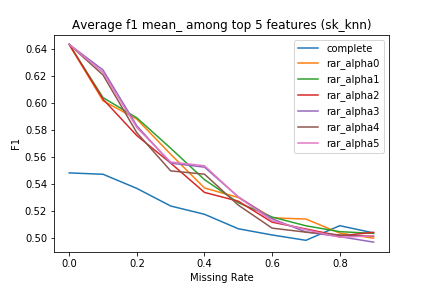 Average f1 mean_ among top 5 features (sk_knn)
complete
rar_alpha0
rar_alpha1
rar_alpha2
rar_alpha3
rar_alpha4
rar_alpha5
F1
0.64
0.62
0.60
0.58
0.56
0.54
0.52
0.50
0.0 0.2 0.4 0.6 0.8
Missing Rate